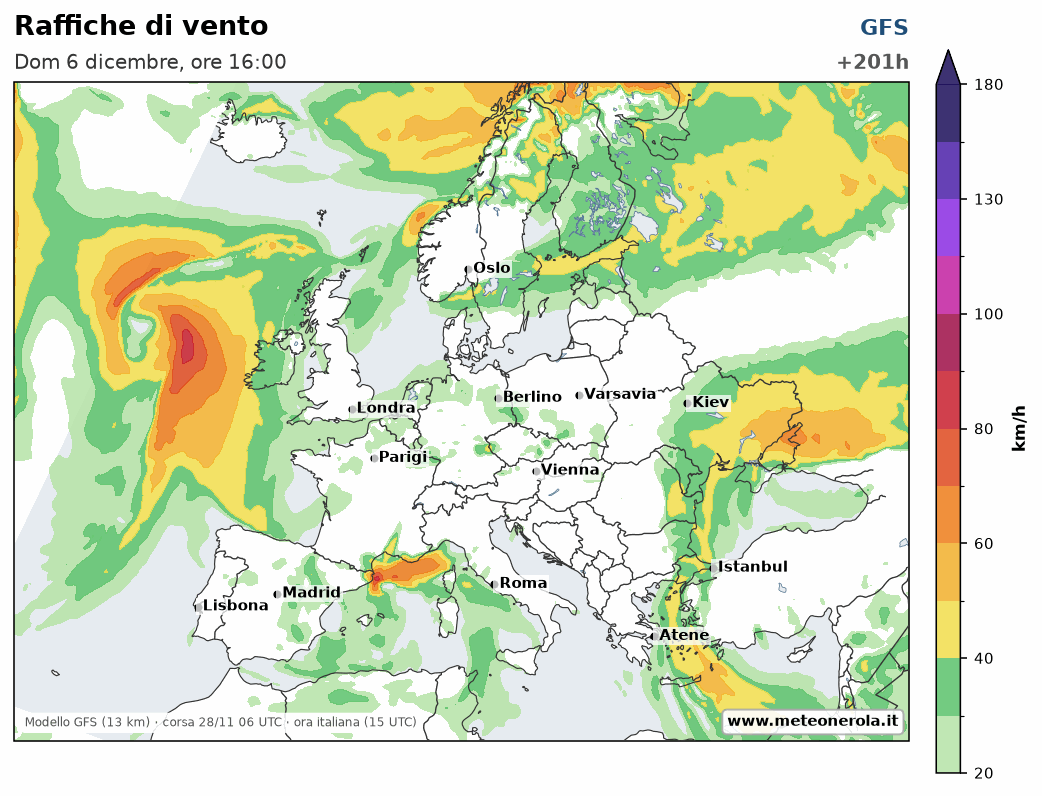 Raffiche di vento
GFS
Dom 6 dicembre, ore 16:00
+201h
180
130
100
80
60
40
20
km/h
Oslo
Berlino
Varsavia
Kiev
Londra
Parigi
Vienna
Istanbul
Roma
Madrid
Lisbona
Atene
Modello GFS (13 km) · corsa 28/11 06 UTC · ora italiana (15 UTC)
www.meteonerola.it